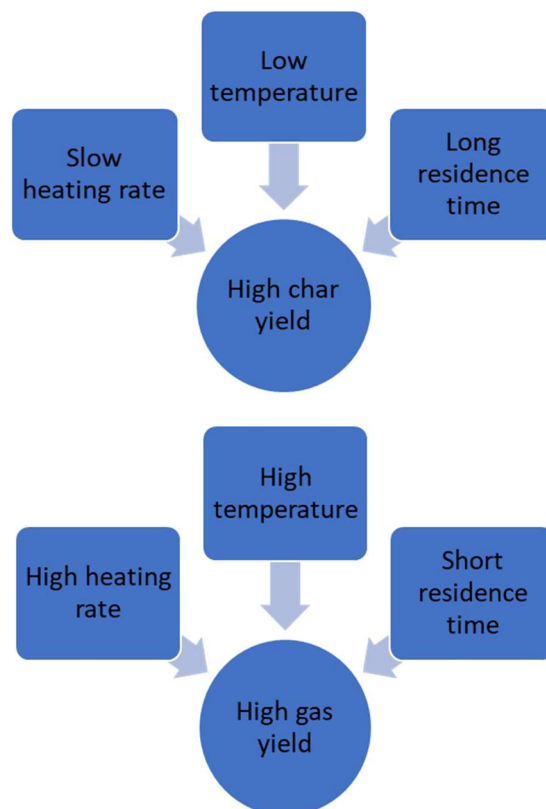 Low
temperature
Slow
heating rate
Long
residence
time
High char
yield
High
temperature
High heating
rate
Short
residence
time
High gas
yield